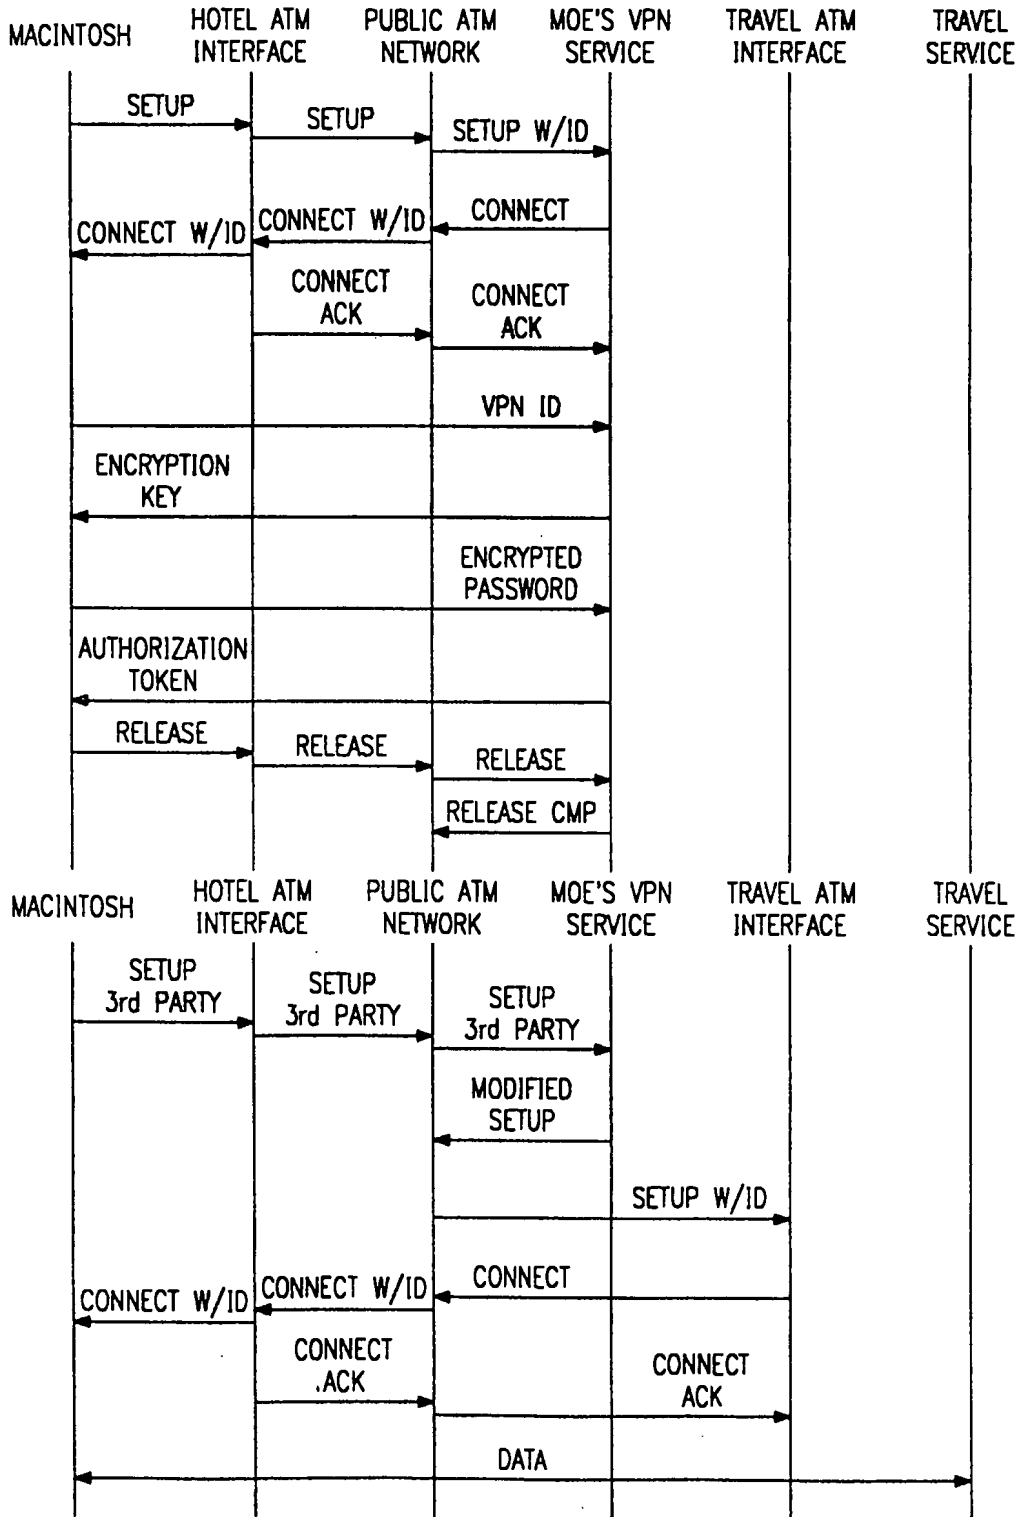 MACINTOSH
HOTEL ATM
INTERFACE
PUBLIC ATM
NETWORK
MOE'S VPN
SERVICE
TRAVEL ATM
INTERFACE
TRAVEL
SERVICE
SETUP
SETUP
SETUP W/ID
CONNECT
CONNECT W/ID
CONNECT W/ID
CONNECT
ACK
CONNECT
ACK
VPN ID
ENCRYPTION
KEY
ENCRYPTED
PASSWORD
AUTHORIZATION
TOKEN
RELEASE
RELEASE
RELEASE
RELEASE CMP
MACINTOSH
HOTEL ATM
INTERFACE
PUBLIC ATM
NETWORK
MOE'S VPN
SERVICE
TRAVEL ATM
INTERFACE
TRAVEL
SERVICE
SETUP
3rd PARTY
SETUP
3rd PARTY
SETUP
3rd PARTY
MODIFIED
SETUP
SETUP W/ID
CONNECT
CONNECT W/ID
CONNECT W/ID
CONNECT
ACK
CONNECT
ACK
DATA